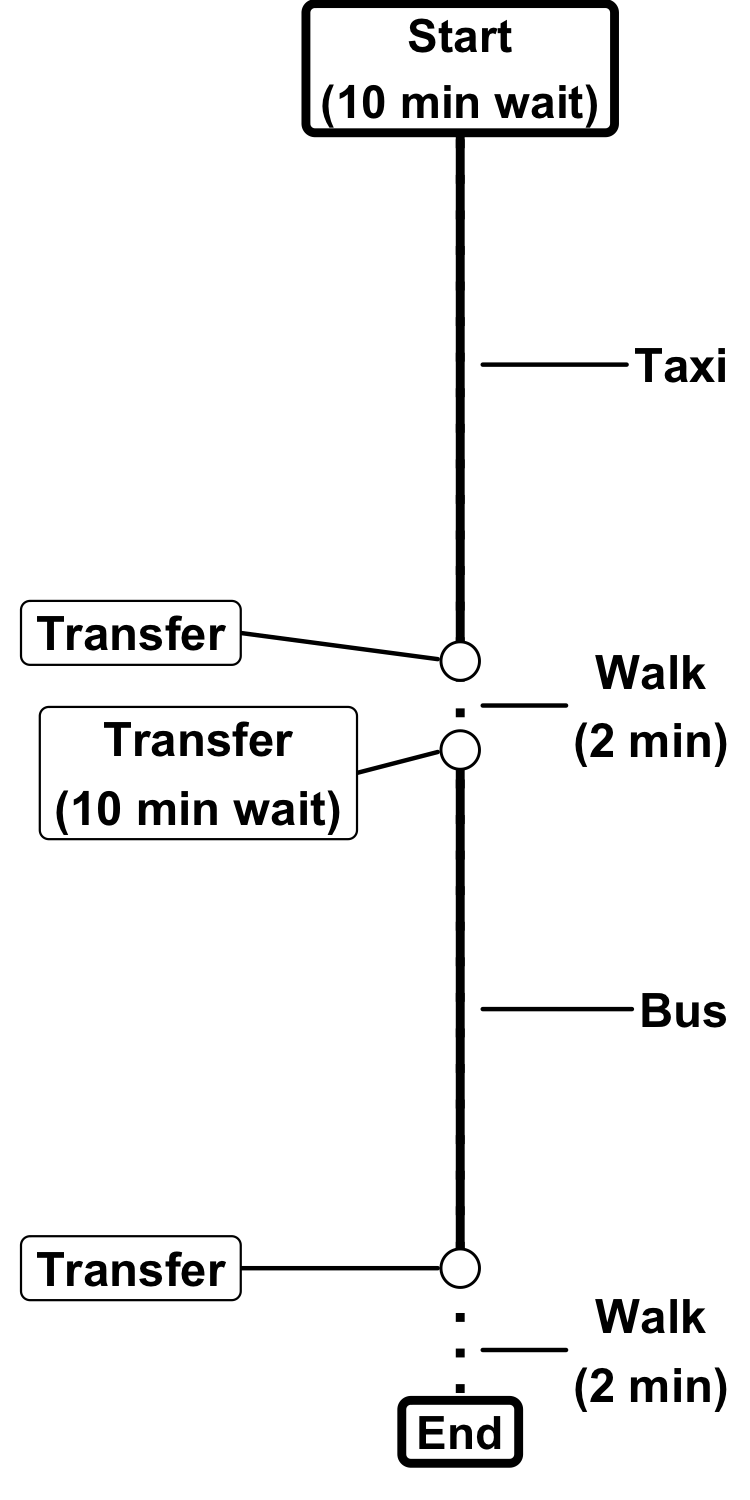 Start
(10 min wait)
Taxi
Transfer
Walk
(2 min)
Transfer
(10 min wait)
Bus
Transfer
Walk
(2 min)
End